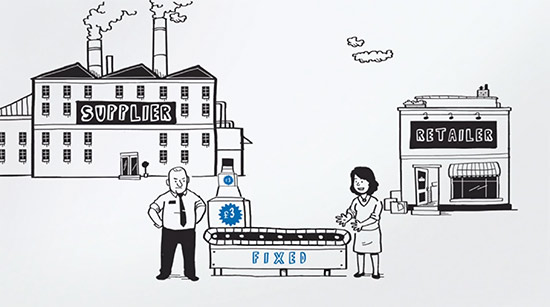 SUPPLIER
RETAILER
£3
FIXED